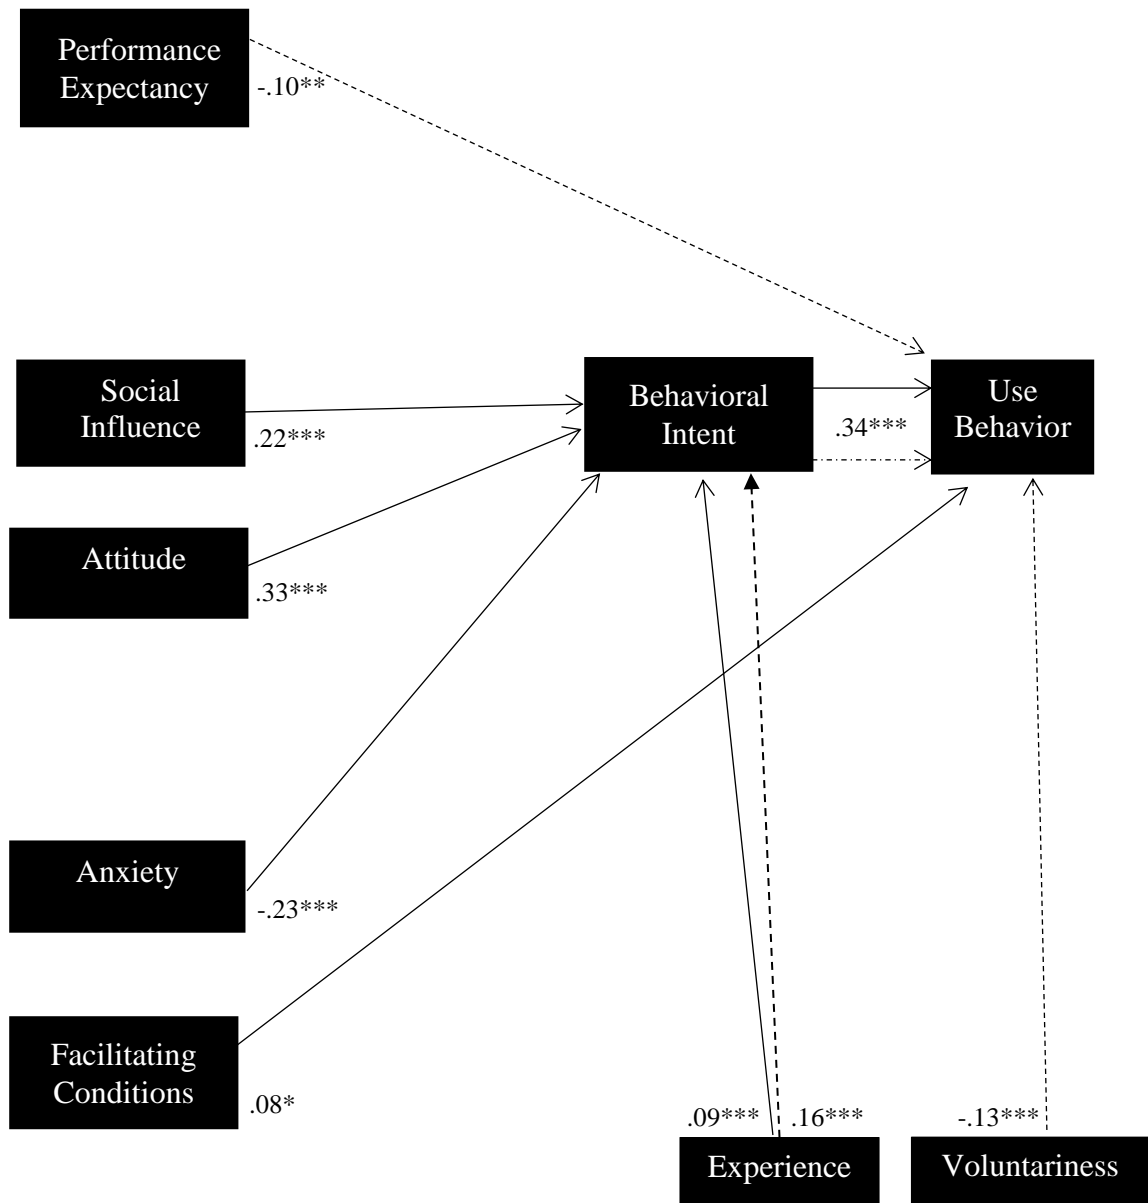 Performance
Expectancy
-.10**
Social
Influence
.22***
Behavioral
Intent
.34***
Use
Behavior
Attitude
.33***
Anxiety
-.23***
Facilitating
Conditions
.08*
.09***
.16***
-.13***
Experience
Voluntariness